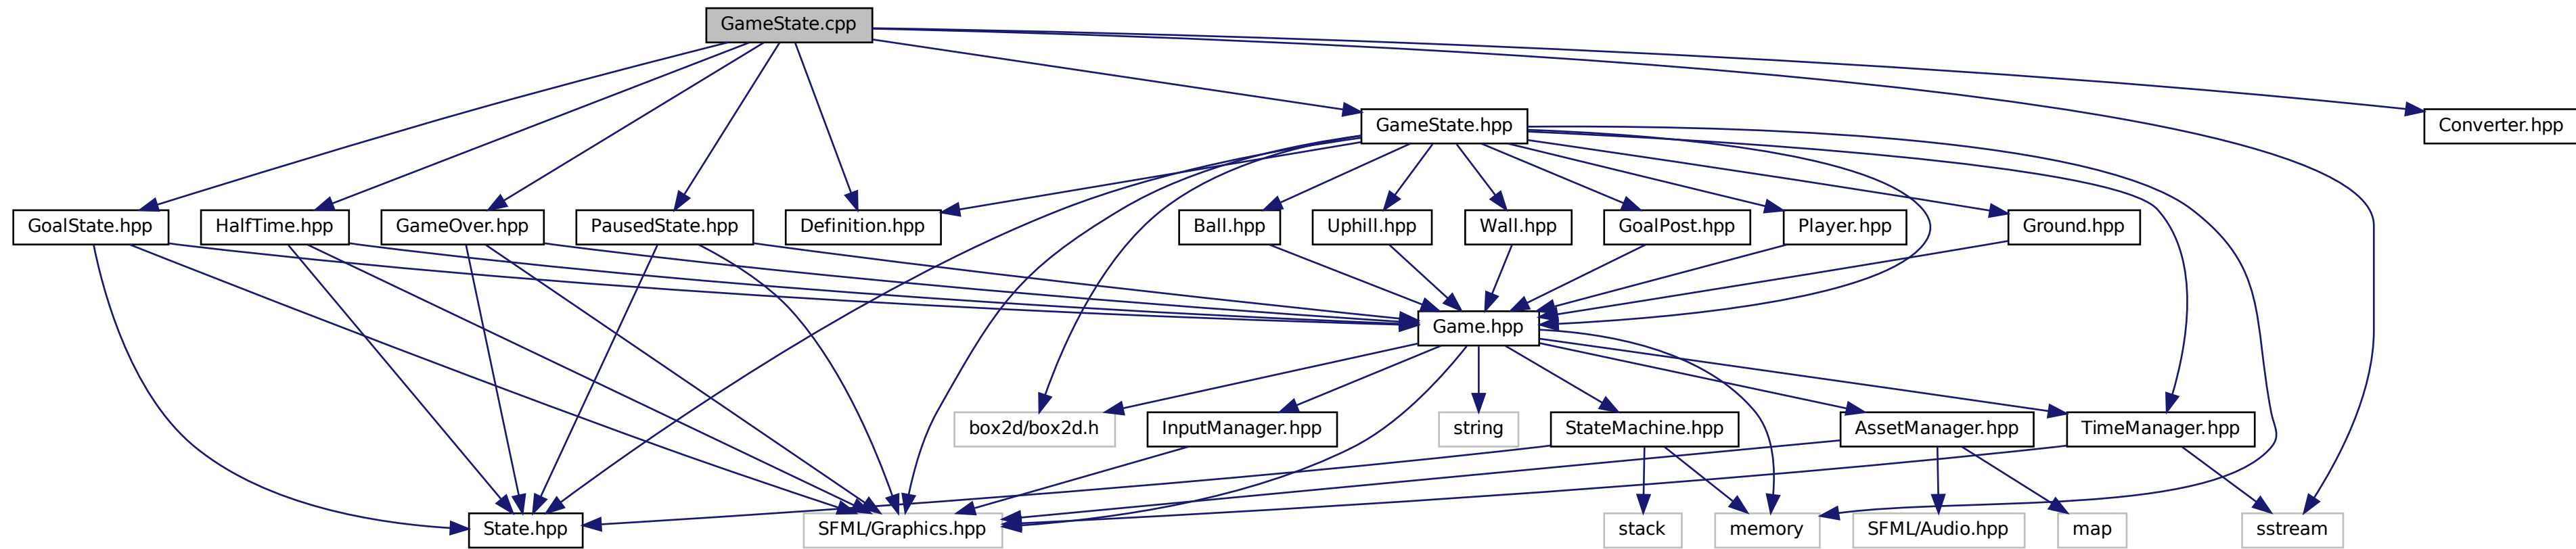 GameState.cpp
GameState.hpp
Converter.hpp
GoalState.hpp
HalfTime.hpp
GameOver.hpp
PausedState.hpp
Definition.hpp
Ball.hpp
Uphill.hpp
Wall.hpp
GoalPost.hpp
Player.hpp
Ground.hpp
Game.hpp
box2d/box2d.h
InputManager.hpp
string
StateMachine.hpp
AssetManager.hpp
TimeManager.hpp
State.hpp
SFML/Graphics.hpp
stack
memory
SFML/Audio.hpp
map
sstream